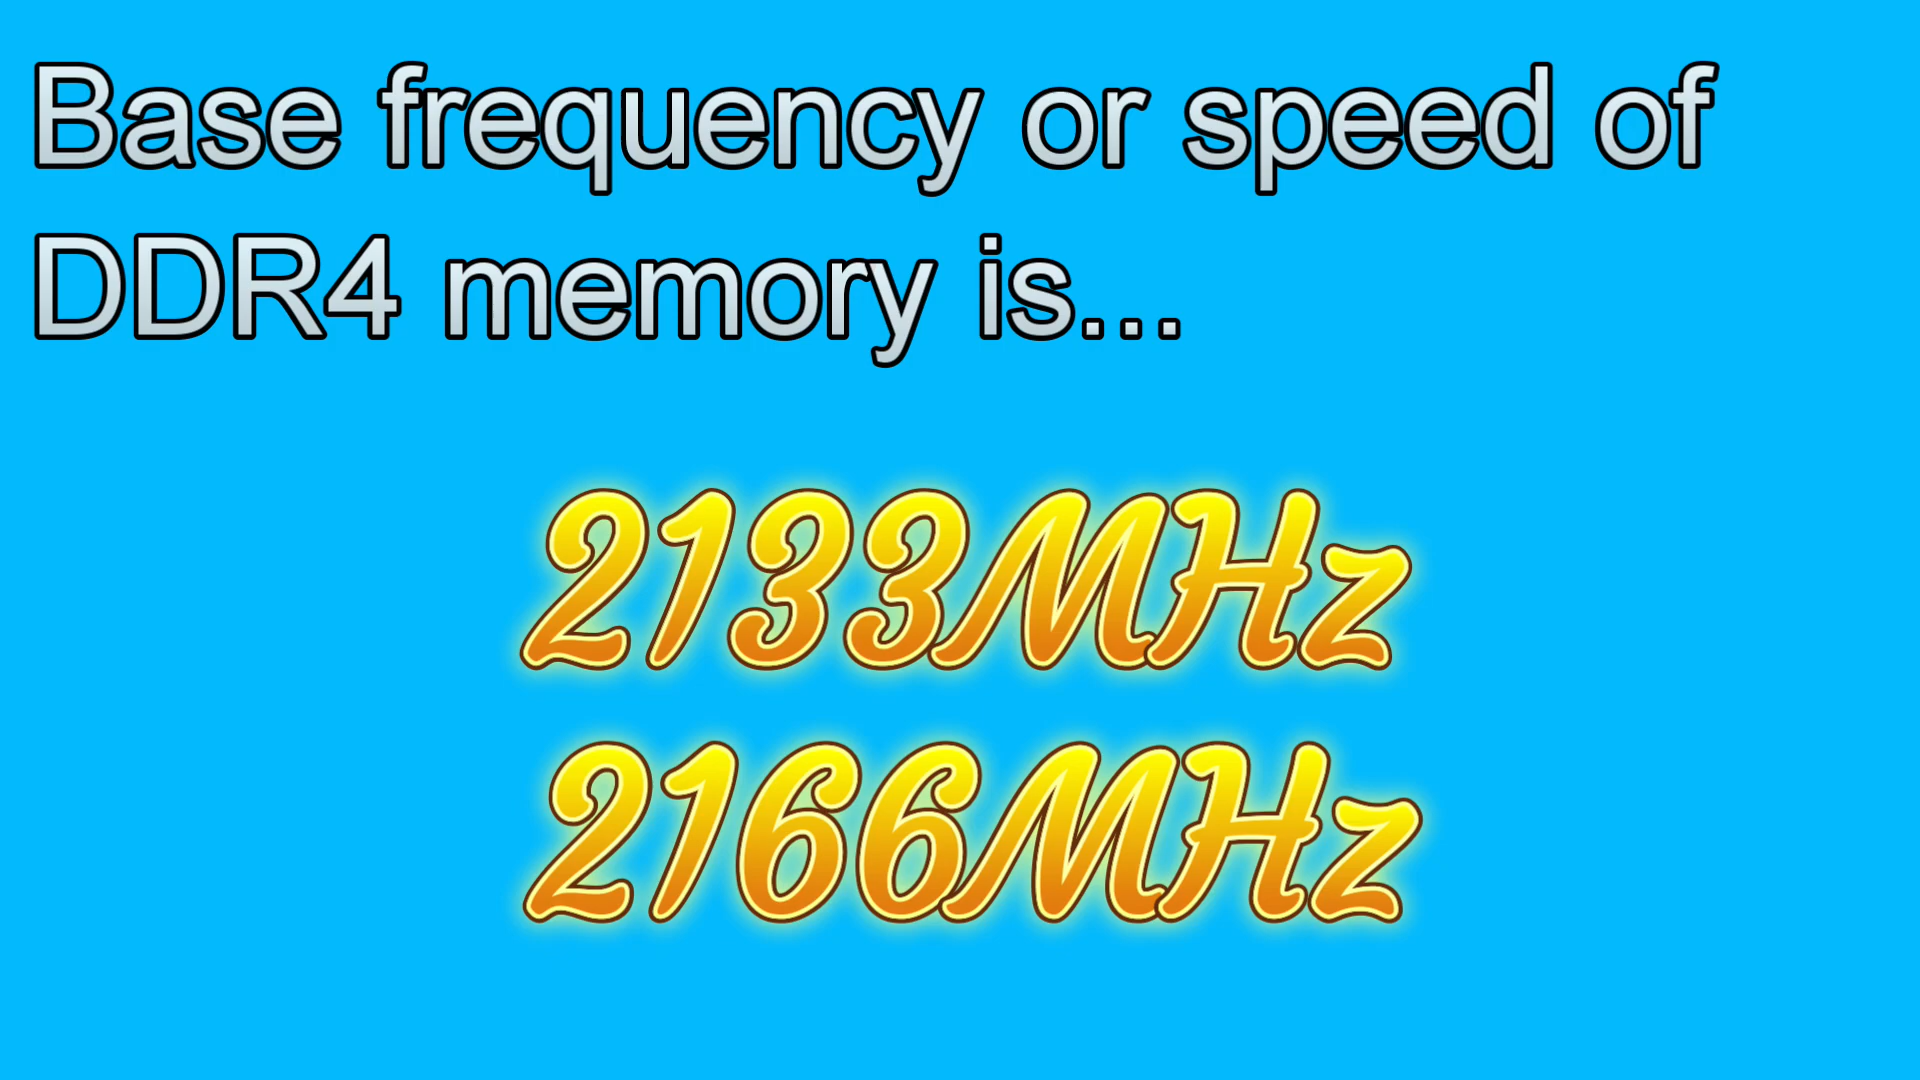 Base frequency or speed of
DDR4 memory is...
2133MHz
2166MHz